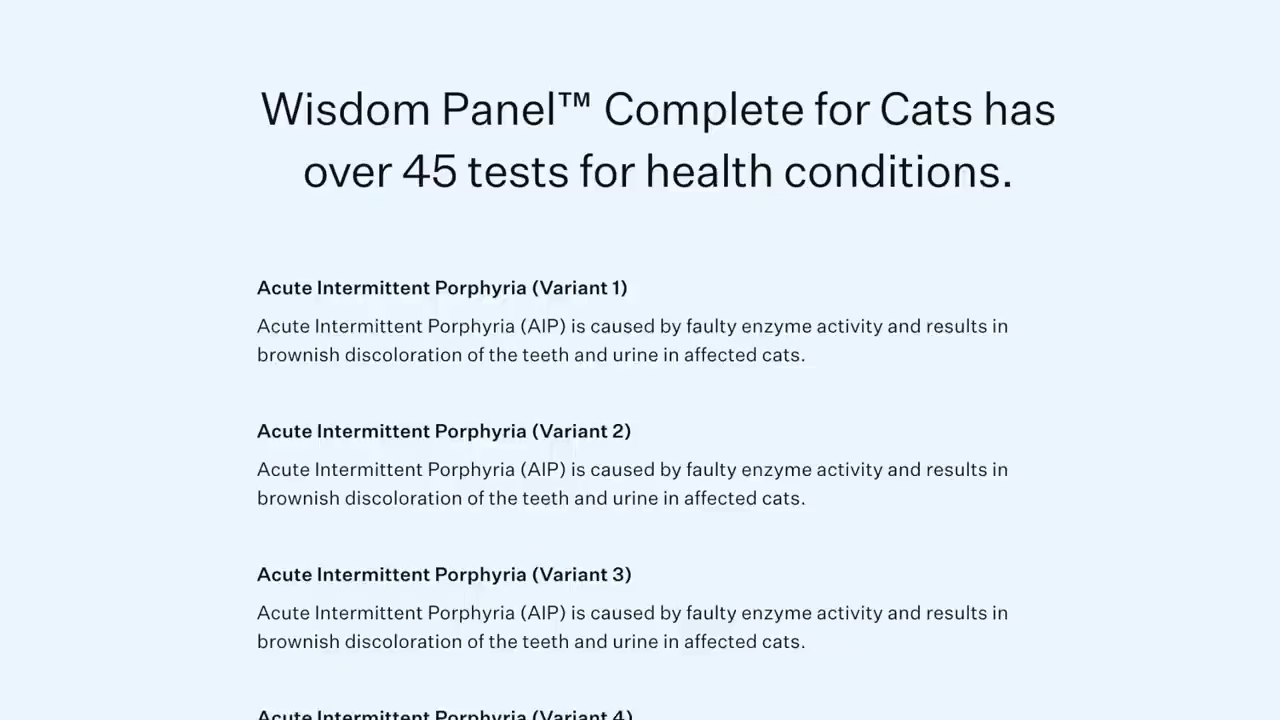 Wisdom Panel™ Complete for Cats has
over 45 tests for health conditions.
Acute Intermittent Porphyria (Variant 1)
Acute Intermittent Porphyria (AIP) is caused by faulty enzyme activity and results in
brownish discoloration of the teeth and urine in affected cats.
Acute Intermittent Porphyria (Variant 2)
Acute Intermittent Porphyria (AIP) is caused by faulty enzyme activity and results in
brownish discoloration of the teeth and urine in affected cats.
Acute Intermittent Porphyria (Variant 3)
Acute Intermittent Porphyria (AIP) is caused by faulty enzyme activity and results in
brownish discoloration of the teeth and urine in affected cats.
Acute Intermittent Porphyria (Variant 4)